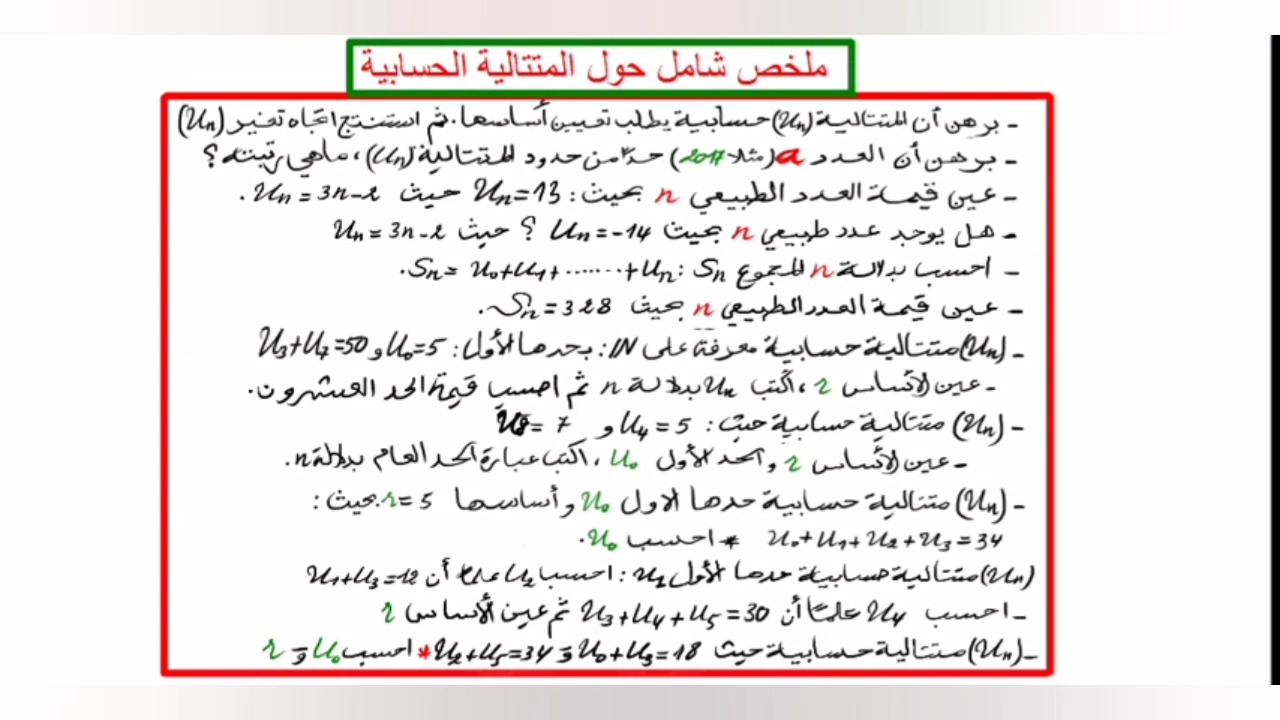 ملخص شامل حول المتتالية الحسابية
- برهن أن المتتالية (Un) حسابية يطلب تعيين أساسها. ثم استنتج اتجاه تغير (Un)
- برهن أن العدد a (مثلا 2017) حدّا من حدود المتتالية (Un)، ماهي رتبته؟
- عين قيمة العدد الطبيعي n بحيث: Un=13 حيث Un=3n-2.
- هل يوجد عدد طبيعي n بحيث Un=-14 ؟ حيث Un=3n-2
- احسب بدلالة n المجموع Sn: Sn= U0+U1+.......+Un.
- عين قيمة العدد الطبيعي n بحيث Sn=328.
- (Un) متتالية حسابية معرفة على IN: بحدها الأول: U0=5 و U3+U7=50
- عين الأساس r، أكتب Un بدلالة n ثم احسب قيمة الحد العشرون.
- (Un) متتالية حسابية حيث: U4=5 و U8=7
- عين الأساس r والحد الأول U0، اكتب عبارة الحد العام بدلالة n.
- (Un) متتالية حسابية حدها الاول U0 وأساسها r=5 بحيث:
U0+U1+U2+U3=34 * احسب U0.
(Un) متتالية حسابية حدها الأول U1: احسب U2 علما أن U1+U3=12
- احسب U4 علمًا أن U3+U4+U5=30 ثم عين الأساس r
- (Un) متتالية حسابية حيث U0+U3=18 و U2+U5=34 * احسب U0 و r